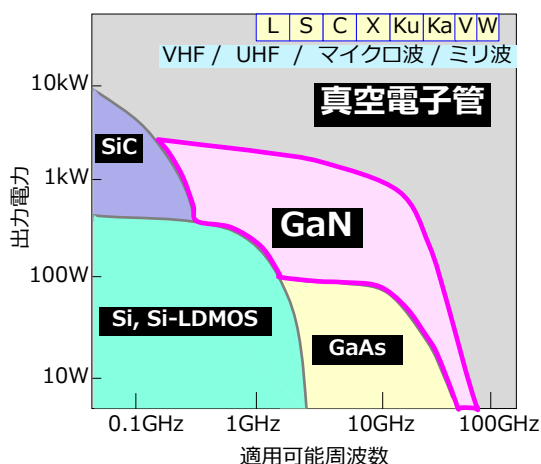 L S C X Ku Ka V W
VHF / UHF / マイクロ波 / ミリ波
真空電子管
10kW
SiC
1kW
GaN
出力電力
100W
Si, Si-LDMOS
GaAs
10W
0.1GHz 1GHz 10GHz 100GHz
適用可能周波数